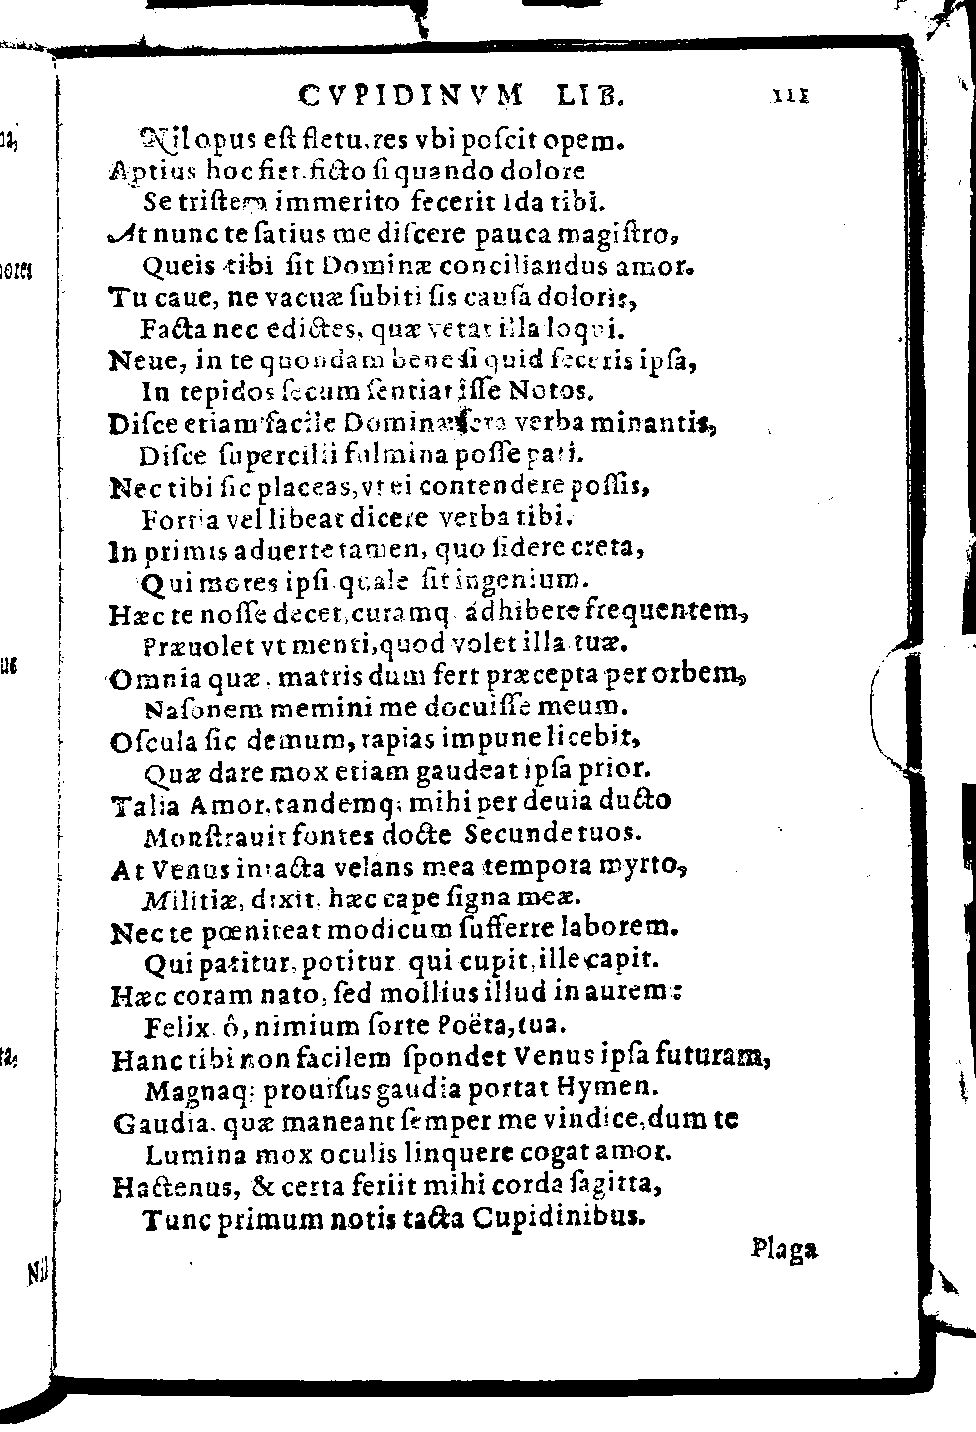 CVPIDINVM LIB. 111
Nil opus eſt fletu, res vbi poſcit opem.
Aptius hoc fiet, ficto ſi quando dolore
Se triſtem immerito fecerit Ida tibi.
At nunc te ſatius me diſcere pauca magiſtro,
Queis tibi ſit Dominæ conciliandus amor.
Tu caue, ne vacuæ ſubiti ſis cauſa doloris,
Facta nec edictes, quæ vetat illa loqui.
Neue, in te quondam bene ſi quid feceris ipſa,
In tepidos ſecum ſentiat iſſe Notos.
Diſce etiam facile Dominæ fera verba minantis,
Diſce ſupercilii fulmina poſſe pati.
Nec tibi ſic placeas, vt ei contendere poſſis,
Fortia vel libeat dicere verba tibi.
In primis aduerte tamen, quo ſidere creta,
Qui mores ipſi quale ſit ingenium.
Hæc te noſſe decet, curamq adhibere frequentem,
Præuolet vt menti, quod volet illa tuæ.
Omnia quæ, matris dum fert præcepta per orbem,
Naſonem memini me docuiſſe meum.
Oſcula ſic demum, rapias impune licebit,
Quæ dare mox etiam gaudeat ipſa prior.
Talia Amor, tandemq; mihi per deuia ducto
Monſtrauit fontes docte Secunde tuos.
At Venus intacta velans mea tempora myrto,
Militiæ, dixit, hæc cape ſigna meæ.
Nec te pœniteat modicum ſufferre laborem.
Qui patitur, potitur qui cupit, ille capit.
Hæc coram nato, ſed mollius illud in aurem:
Felix ô, nimium ſorte Poëta, tua.
Hanc tibi non facilem ſpondet Venus ipſa futuram,
Magnaq; prouiſus gaudia portat Hymen.
Gaudia, quæ maneant ſemper me vindice, dum te
Lumina mox oculis linquere cogat amor.
Hactenus, & certa feriit mihi corda ſagitta,
Tunc primum notis tacta Cupidinibus.
Plaga
Nil